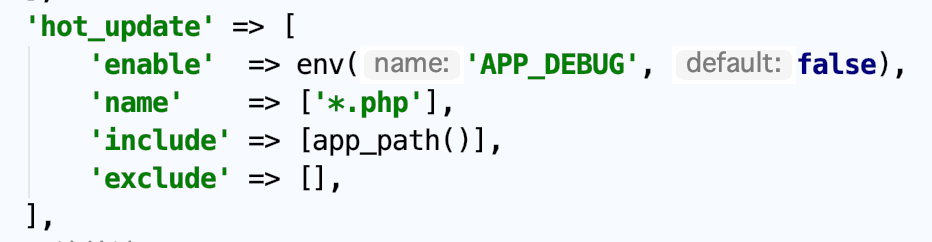 'hot_update' => [
'enable' => env( name: 'APP_DEBUG', default: false),
'name' => ['*.php'],
'include' => [app_path()],
'exclude' => [],
],